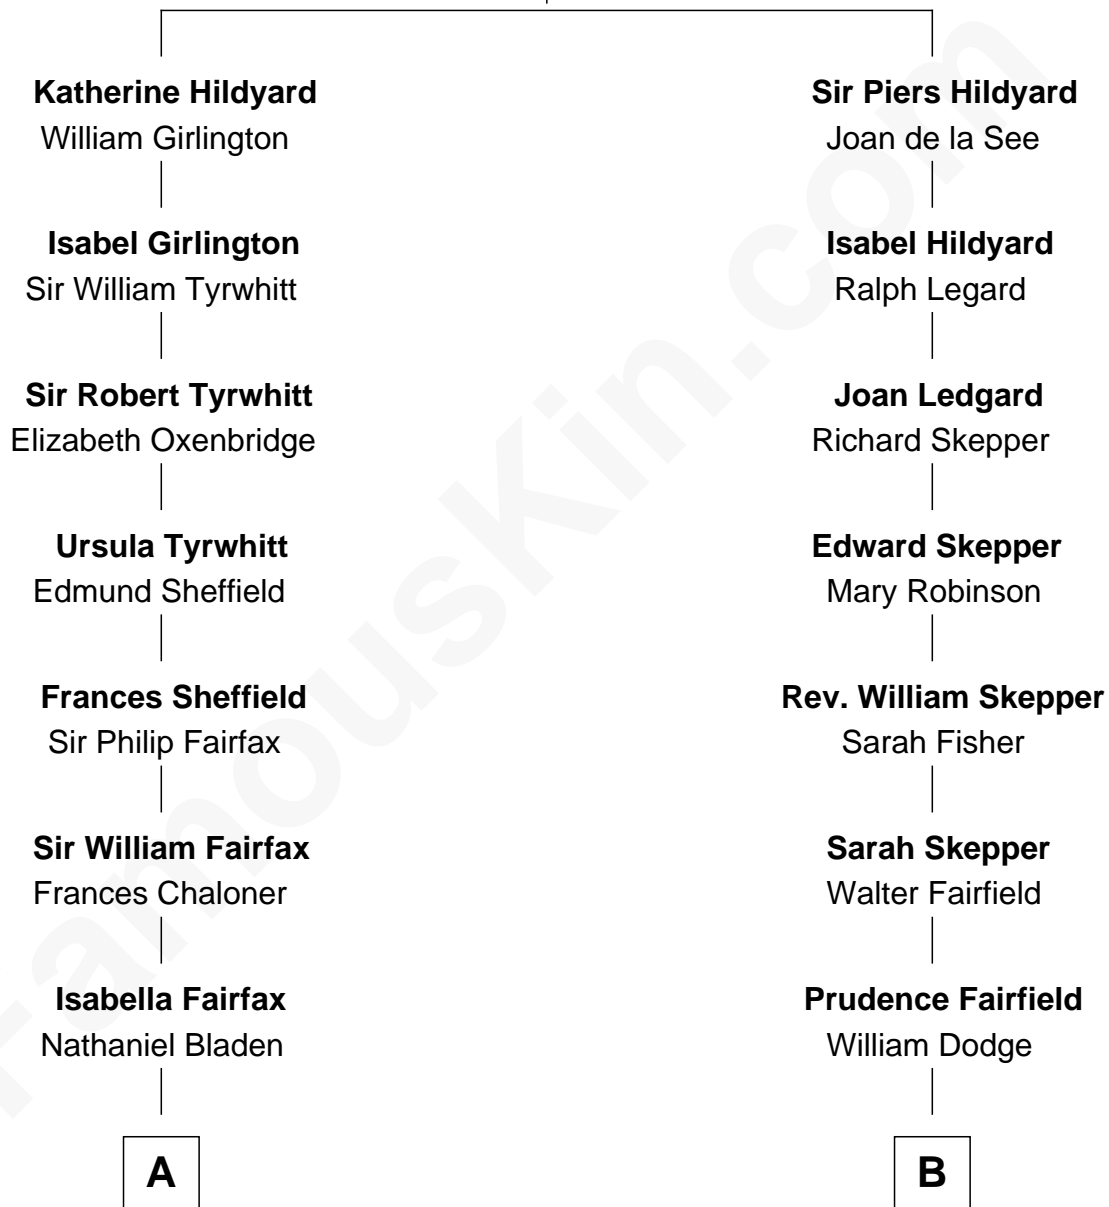 Katherine Hildyard
William Girlington
Sir Piers Hildyard
Joan de la See
Isabel Girlington
Sir William Tyrwhitt
Isabel Hildyard
Ralph Legard
Sir Robert Tyrwhitt
Elizabeth Oxenbridge
Joan Ledgard
Richard Skepper
Ursula Tyrwhitt
Edmund Sheffield
Edward Skepper
Mary Robinson
Frances Sheffield
Sir Philip Fairfax
Rev. William Skepper
Sarah Fisher
Sir William Fairfax
Frances Chaloner
Sarah Skepper
Walter Fairfield
Isabella Fairfax
Nathaniel Bladen
Prudence Fairfield
William Dodge
A
B
FamousKin.com